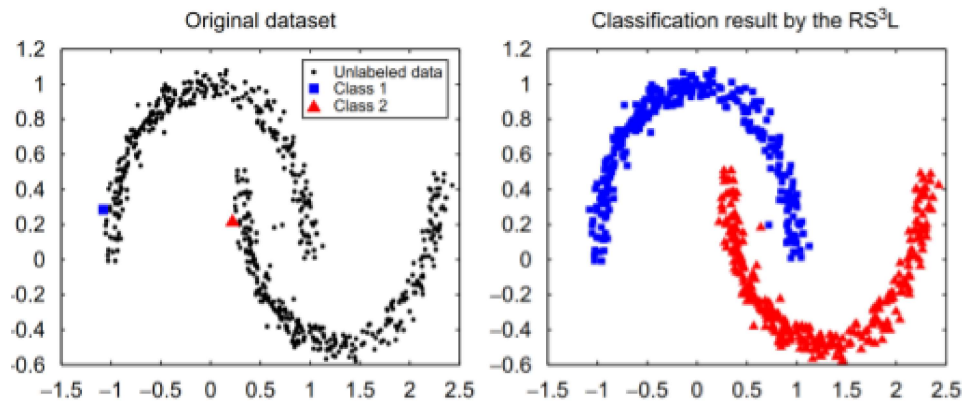 Original dataset
1.2
1
0.8
0.6
0.4
0.2
0
-0.2
-0.4
-0.6
−1.5 −1 −0.5 0 0.5 1 1.5 2 2.5
Unlabeled data
Class 1
Class 2
Classification result by the RS³L
1.2
1
0.8
0.6
0.4
0.2
0
−0.2
−0.4
−0.6
−1.5 −1 −0.5 0 0.5 1 1.5 2 2.5